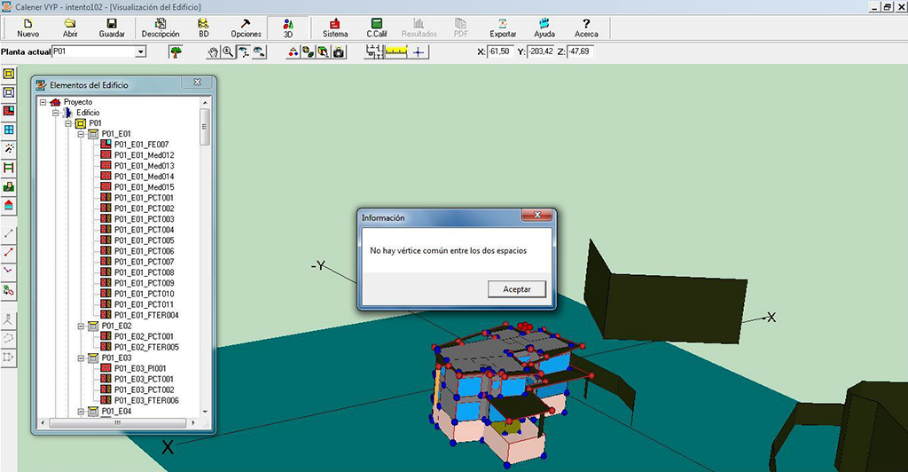 Calener VYP - intento102 - [Visualización del Edificio]
Nuevo Abrir Guardar Descripción BD Opciones 3D Sistema C.Calif Resultados PDF Exportar Ayuda Acerca
Planta actual P01 X: -61,50 Y: -203,42 Z: -47,69
Elementos del Edificio
Proyecto
Edificio
P01
P01_E01
P01_E01_FE007
P01_E01_Med012
P01_E01_Med013
P01_E01_Med014
P01_E01_Med015
P01_E01_PCT001
P01_E01_PCT002
P01_E01_PCT003
P01_E01_PCT004
P01_E01_PCT005
P01_E01_PCT006
P01_E01_PCT007
P01_E01_PCT008
P01_E01_PCT009
P01_E01_PCT010
P01_E01_PCT011
P01_E01_FTER004
P01_E02
P01_E02_PCT001
P01_E02_FTER005
P01_E03
P01_E03_PI001
P01_E03_PCT001
P01_E03_PCT002
P01_E03_FTER006
P01_E04
Información
No hay vértice común entre los dos espacios
Aceptar
-Y
-X
X